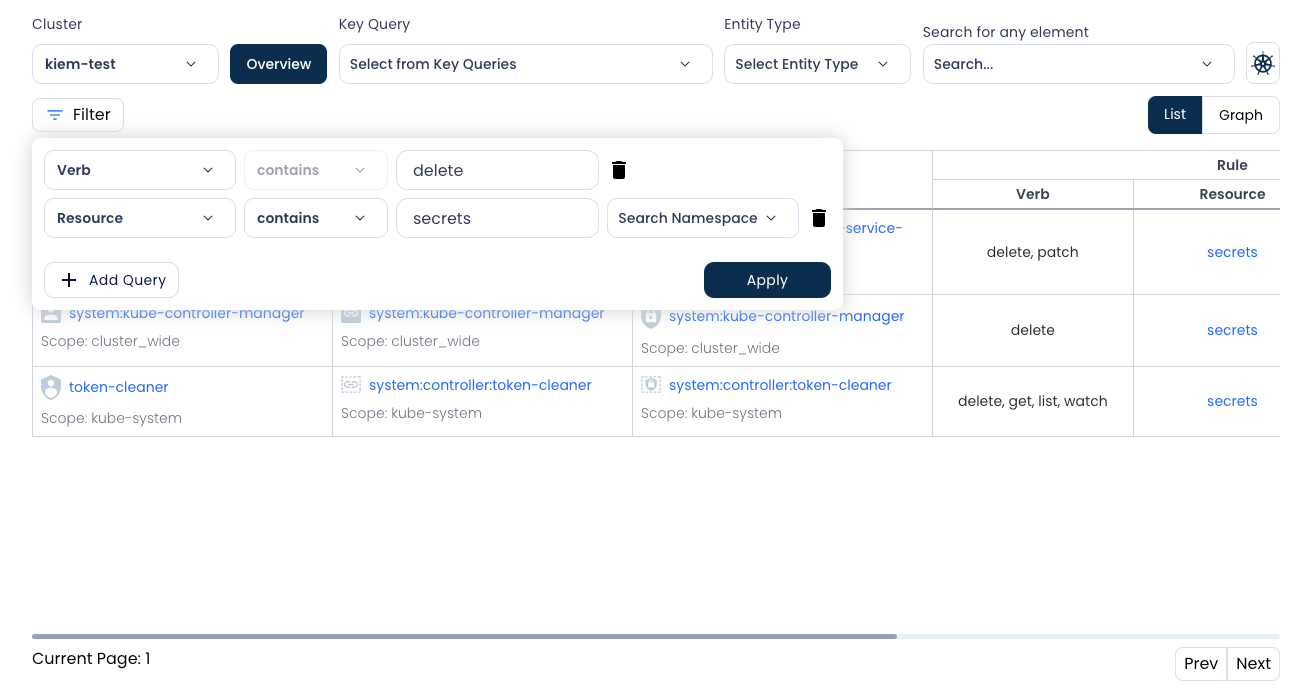 Cluster
Key Query
Entity Type
Search for any element
kiem-test
Overview
Select from Key Queries
Select Entity Type
Search...
Filter
List
Graph
Verb
contains
delete
Resource
contains
secrets
Search Namespace
Add Query
Apply
Rule
Verb
Resource
-service-
delete, patch
secrets
system:kube-controller-manager
Scope: cluster_wide
system:kube-controller-manager
Scope: cluster_wide
system:kube-controller-manager
Scope: cluster_wide
delete
secrets
token-cleaner
Scope: kube-system
system:controller:token-cleaner
Scope: kube-system
system:controller:token-cleaner
Scope: kube-system
delete, get, list, watch
secrets
Current Page: 1
Prev
Next